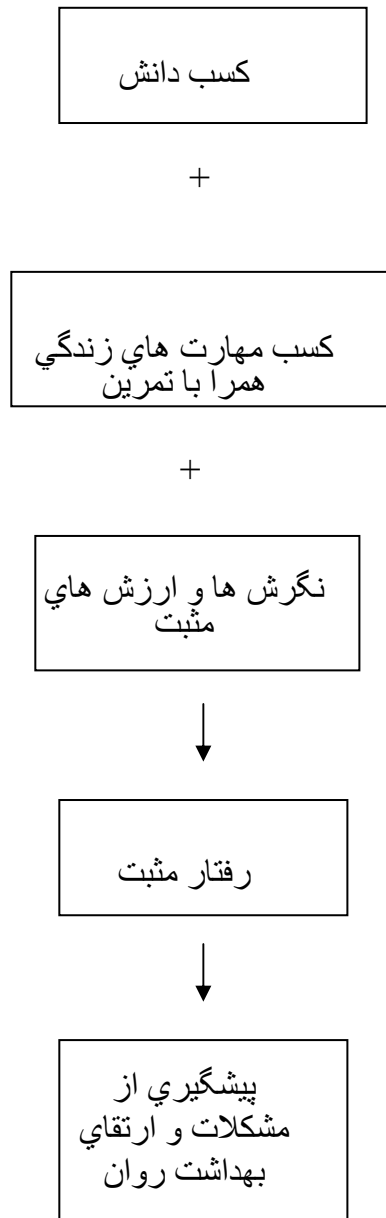 کسب دانش
+
کسب مهارت هاي زندگي
همرا با تمرين
+
نگرش ها و ارزش هاي
مثبت
رفتار مثبت
پيشگيري از
مشکلات و ارتقاي
بهداشت روان